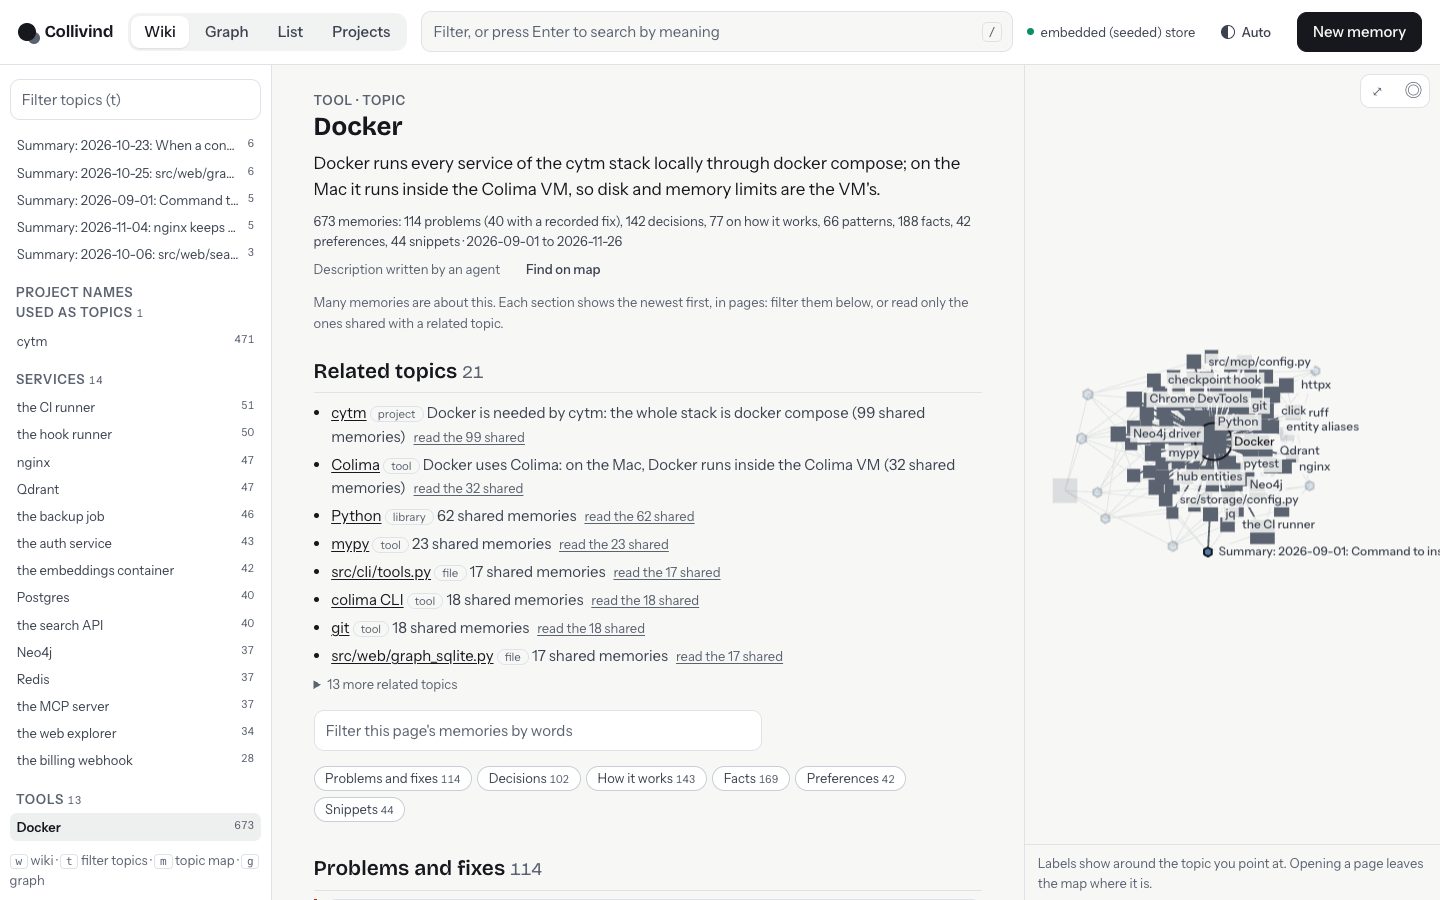 Collivind
Wiki
Graph
List
Projects
Filter, or press Enter to search by meaning
/
embedded (seeded) store
Auto
New memory
Filter topics (t)
Summary: 2026-10-23: When a con... 6
Summary: 2026-10-25: src/web/gra... 6
Summary: 2026-09-01: Command t... 5
Summary: 2026-11-04: nginx keeps ... 5
Summary: 2026-10-06: src/web/sea... 3
PROJECT NAMES
USED AS TOPICS 1
cytm 471
SERVICES 14
the CI runner 51
the hook runner 50
nginx 47
Qdrant 47
the backup job 46
the auth service 43
the embeddings container 42
Postgres 40
the search API 40
Neo4j 37
Redis 37
the MCP server 37
the web explorer 34
the billing webhook 28
TOOLS 13
Docker 673
w wiki · t filter topics · m topic map · g
graph
TOOL · TOPIC
Docker
Docker runs every service of the cytm stack locally through docker compose; on the
Mac it runs inside the Colima VM, so disk and memory limits are the VM's.
673 memories: 114 problems (40 with a recorded fix), 142 decisions, 77 on how it works, 66 patterns, 188 facts, 42
preferences, 44 snippets · 2026-09-01 to 2026-11-26
Description written by an agent Find on map
Many memories are about this. Each section shows the newest first, in pages: filter them below, or read only the
ones shared with a related topic.
Related topics 21
cytm project Docker is needed by cytm: the whole stack is docker compose (99 shared
memories) read the 99 shared
Colima tool Docker uses Colima: on the Mac, Docker runs inside the Colima VM (32 shared
memories) read the 32 shared
Python library 62 shared memories read the 62 shared
mypy tool 23 shared memories read the 23 shared
src/cli/tools.py file 17 shared memories read the 17 shared
colima CLI tool 18 shared memories read the 18 shared
git tool 18 shared memories read the 18 shared
src/web/graph_sqlite.py file 17 shared memories read the 17 shared
13 more related topics
Filter this page's memories by words
Problems and fixes 114
Decisions 102
How it works 143
Facts 169
Preferences 42
Snippets 44
Problems and fixes 114
src/mcp/config.py
checkpoint hook
httpx
Chrome DevTools
git
click
ruff
Python
entity aliases
Neo4j driver
Docker
mypy
Qdrant
pytest
nginx
hub entities
Neo4j
src/storage/config.py
jq
the CI runner
Summary: 2026-09-01: Command to ins
Labels show around the topic you point at. Opening a page leaves
the map where it is.